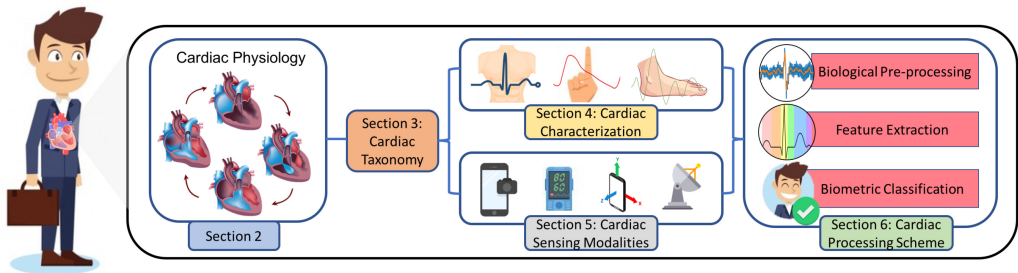 Cardiac Physiology
Section 2
Section 3:
Cardiac
Taxonomy
Section 4: Cardiac
Characterization
80
60
Y
X
Z
Section 5: Cardiac
Sensing Modalities
Biological Pre-processing
Feature Extraction
Biometric Classification
Section 6: Cardiac
Processing Scheme